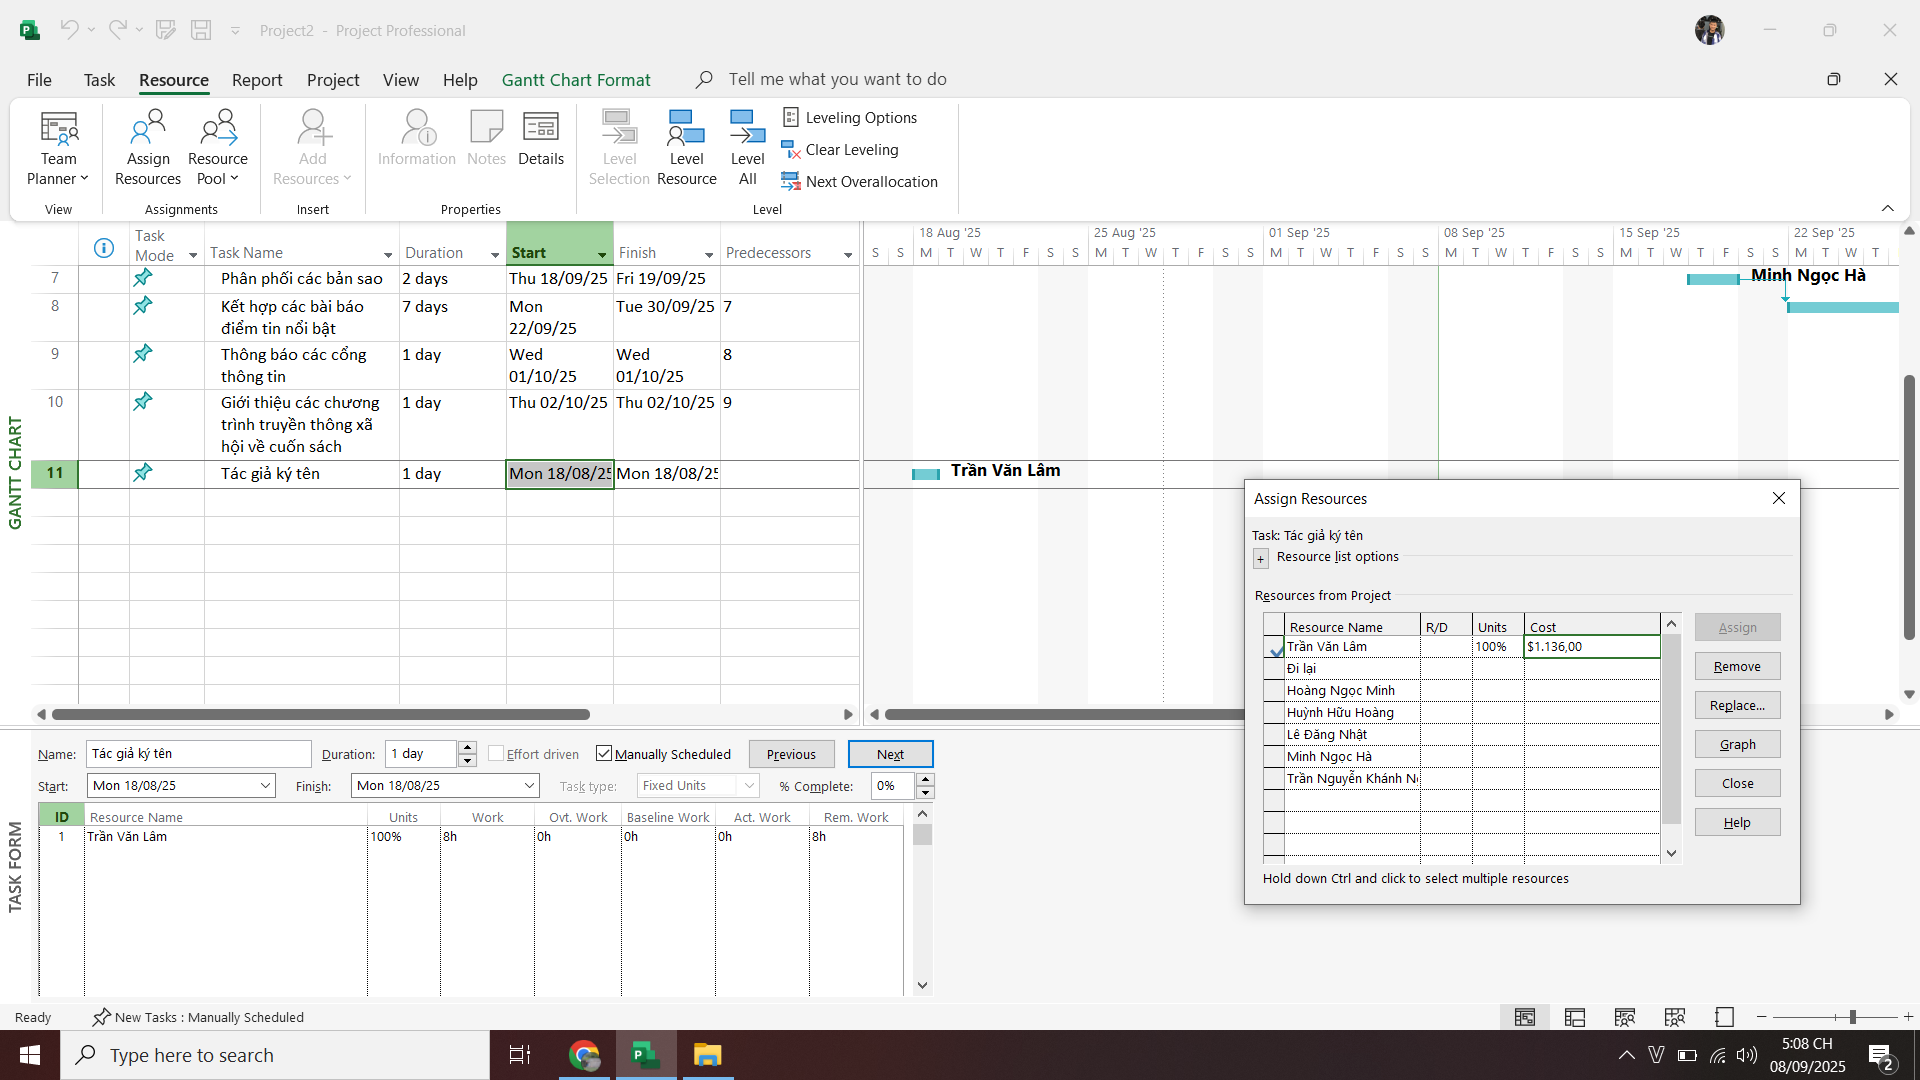 Project2 - Project Professional
File Task Resource Report Project View Help Gantt Chart Format Tell me what you want to do
Team Planner
Assign Resources
Resource Pool
Add Resources
Information
Notes
Details
Level Selection
Level Resource
Level All
Leveling Options
Clear Leveling
Next Overallocation
View Assignments Insert Properties Level
GANTT CHART
Task Mode Task Name Duration Start Finish Predecessors
7 Phân phối các bản sao 2 days Thu 18/09/25 Fri 19/09/25
8 Kết hợp các bài báo điểm tin nổi bật 7 days Mon 22/09/25 Tue 30/09/25 7
9 Thông báo các cổng thông tin 1 day Wed 01/10/25 Wed 01/10/25 8
10 Giới thiệu các chương trình truyền thông xã hội về cuốn sách 1 day Thu 02/10/25 Thu 02/10/25 9
11 Tác giả ký tên 1 day Mon 18/08/25 Mon 18/08/25
18 Aug '25 25 Aug '25 01 Sep '25 08 Sep '25 15 Sep '25 22 Sep '25
S S M T W T F S S M T W T F S S M T W T F S S M T W T F S S M T W T F S S M T W T
Minh Ngọc Hà
Trần Văn Lâm
Assign Resources
Task: Tác giả ký tên
+ Resource list options
Resources from Project
Resource Name R/D Units Cost
Trần Văn Lâm 100% $1.136,00
Đi lại
Hoàng Ngọc Minh
Huỳnh Hữu Hoàng
Lê Đăng Nhật
Minh Ngọc Hà
Trần Nguyễn Khánh
Assign
Remove
Replace...
Graph
Close
Help
Hold down Ctrl and click to select multiple resources
TASK FORM
Name: Tác giả ký tên Duration: 1 day Effort driven Manually Scheduled Previous Next
Start: Mon 18/08/25 Finish: Mon 18/08/25 Task type: Fixed Units % Complete: 0%
ID Resource Name Units Work Ovt. Work Baseline Work Act. Work Rem. Work
1 Trần Văn Lâm 100% 8h 0h 0h 0h 8h
Ready New Tasks : Manually Scheduled
Type here to search
5:08 CH
08/09/2025
2